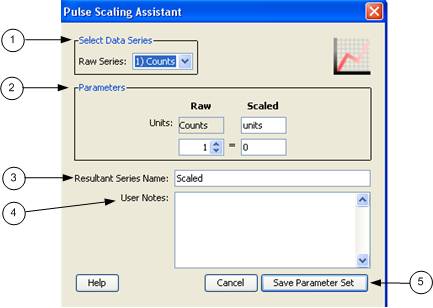 Pulse Scaling Assistant
1
Select Data Series
Raw Series: 1) Counts
2
Parameters
Raw Scaled
Units: Counts units
1 = 0
3
Resultant Series Name: Scaled
4
User Notes:
Help Cancel Save Parameter Set
5